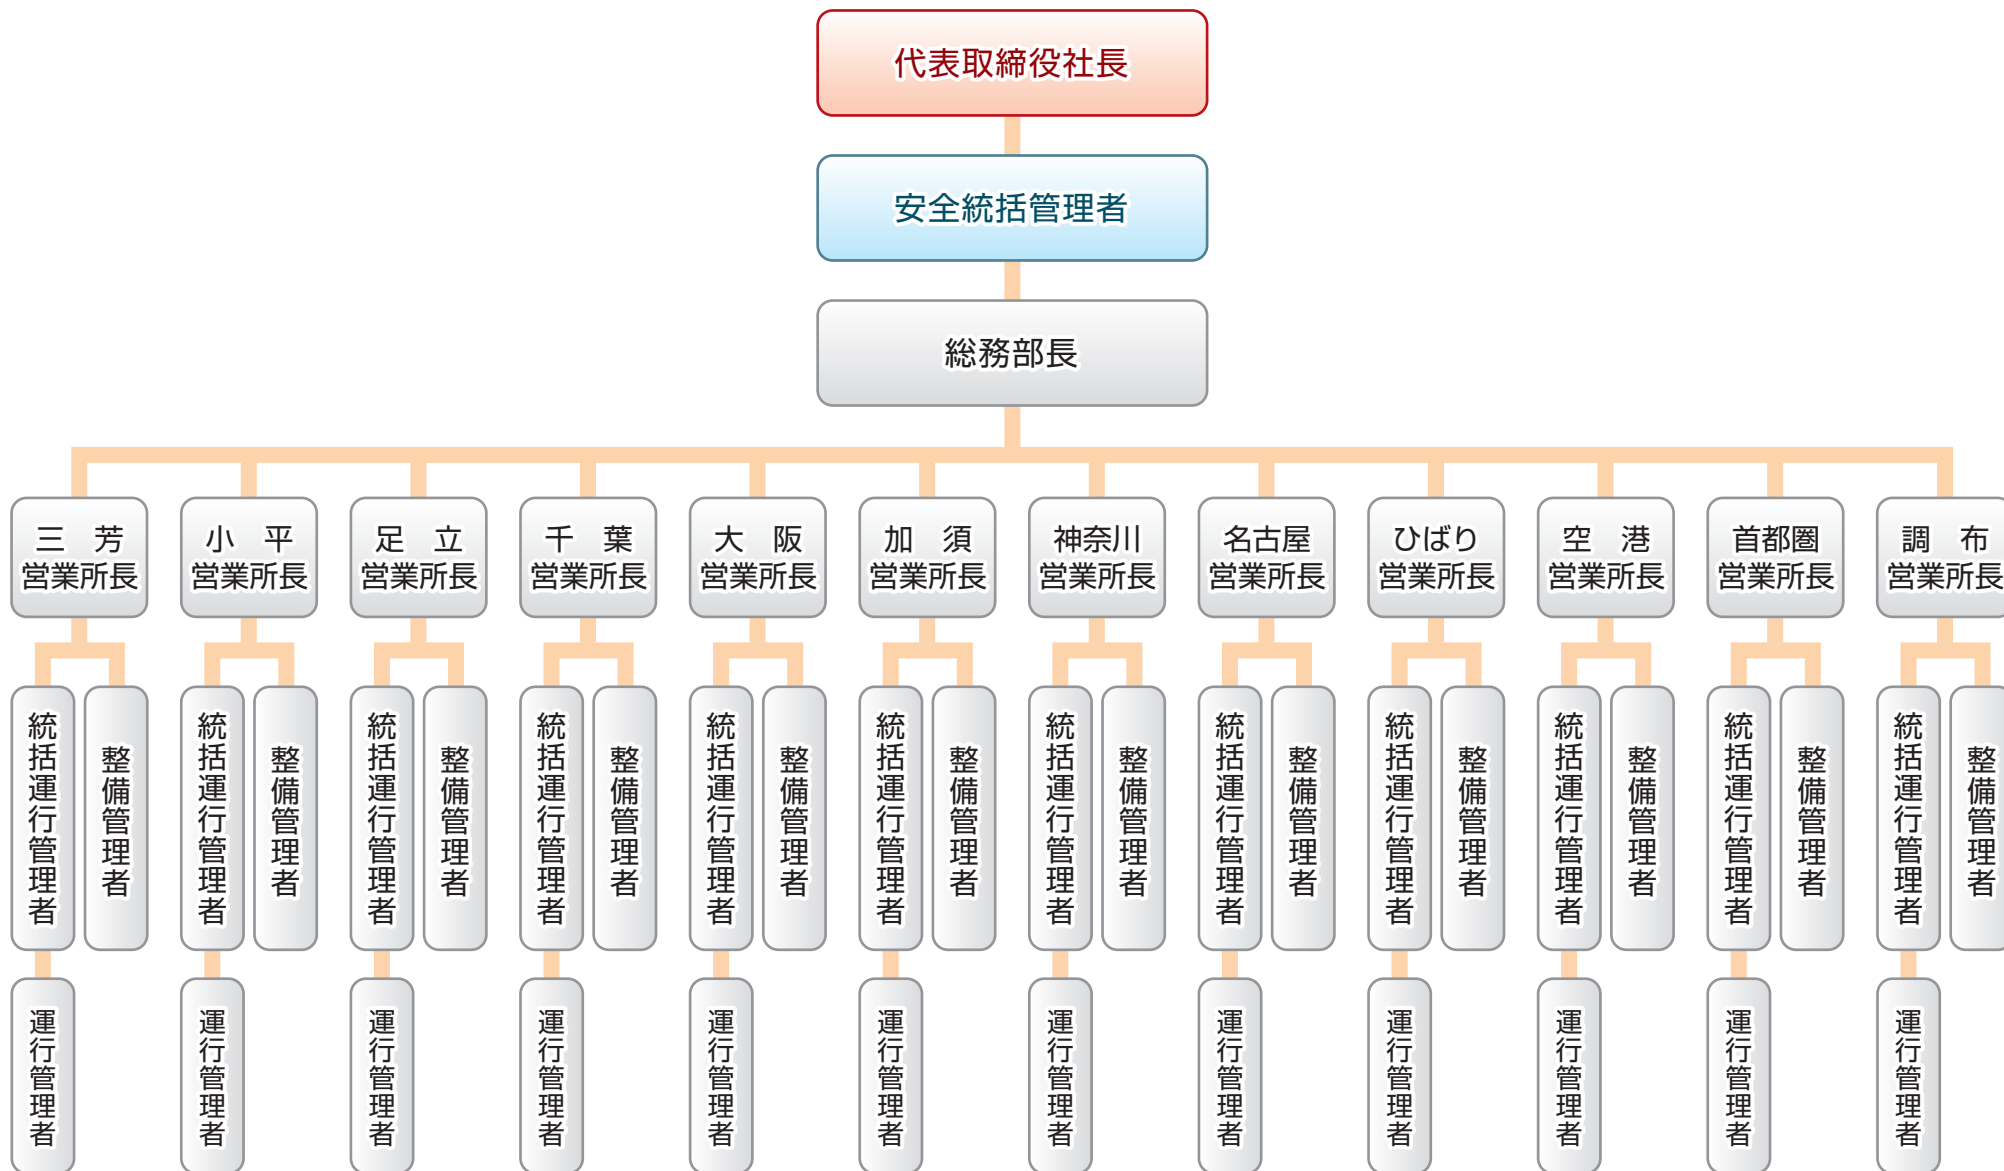 代表取締役社長
安全統括管理者
総務部長
三　芳
営業所長
小　平
営業所長
足　立
営業所長
千　葉
営業所長
大　阪
営業所長
加　須
営業所長
神奈川
営業所長
名古屋
営業所長
ひばり
営業所長
空　港
営業所長
首都圏
営業所長
調　布
営業所長
統括運行管理者
整備管理者
統括運行管理者
整備管理者
統括運行管理者
整備管理者
統括運行管理者
整備管理者
統括運行管理者
整備管理者
統括運行管理者
整備管理者
統括運行管理者
整備管理者
統括運行管理者
整備管理者
統括運行管理者
整備管理者
統括運行管理者
整備管理者
統括運行管理者
整備管理者
統括運行管理者
整備管理者
運行管理者
運行管理者
運行管理者
運行管理者
運行管理者
運行管理者
運行管理者
運行管理者
運行管理者
運行管理者
運行管理者
運行管理者